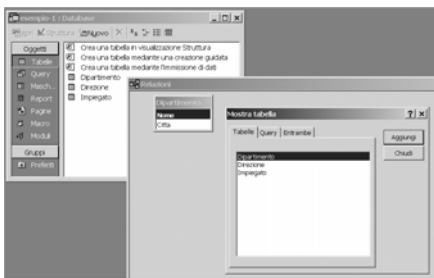 esempio-1 : Database
Apri Struttura Nuovo
Oggetti
Tabelle
Query
Masch...
Report
Pagine
Macro
Moduli
Gruppi
Preferiti
Crea una tabella in visualizzazione Struttura
Crea una tabella mediante una creazione guidata
Crea una tabella mediante l'immissione di dati
Dipartimento
Direzione
Impiegato
Relazioni
Dipartimento
Nome
Citta
Mostra tabella
Tabelle Query Entrambe
Dipartimento
Direzione
Impiegato
Aggiungi
Chiudi